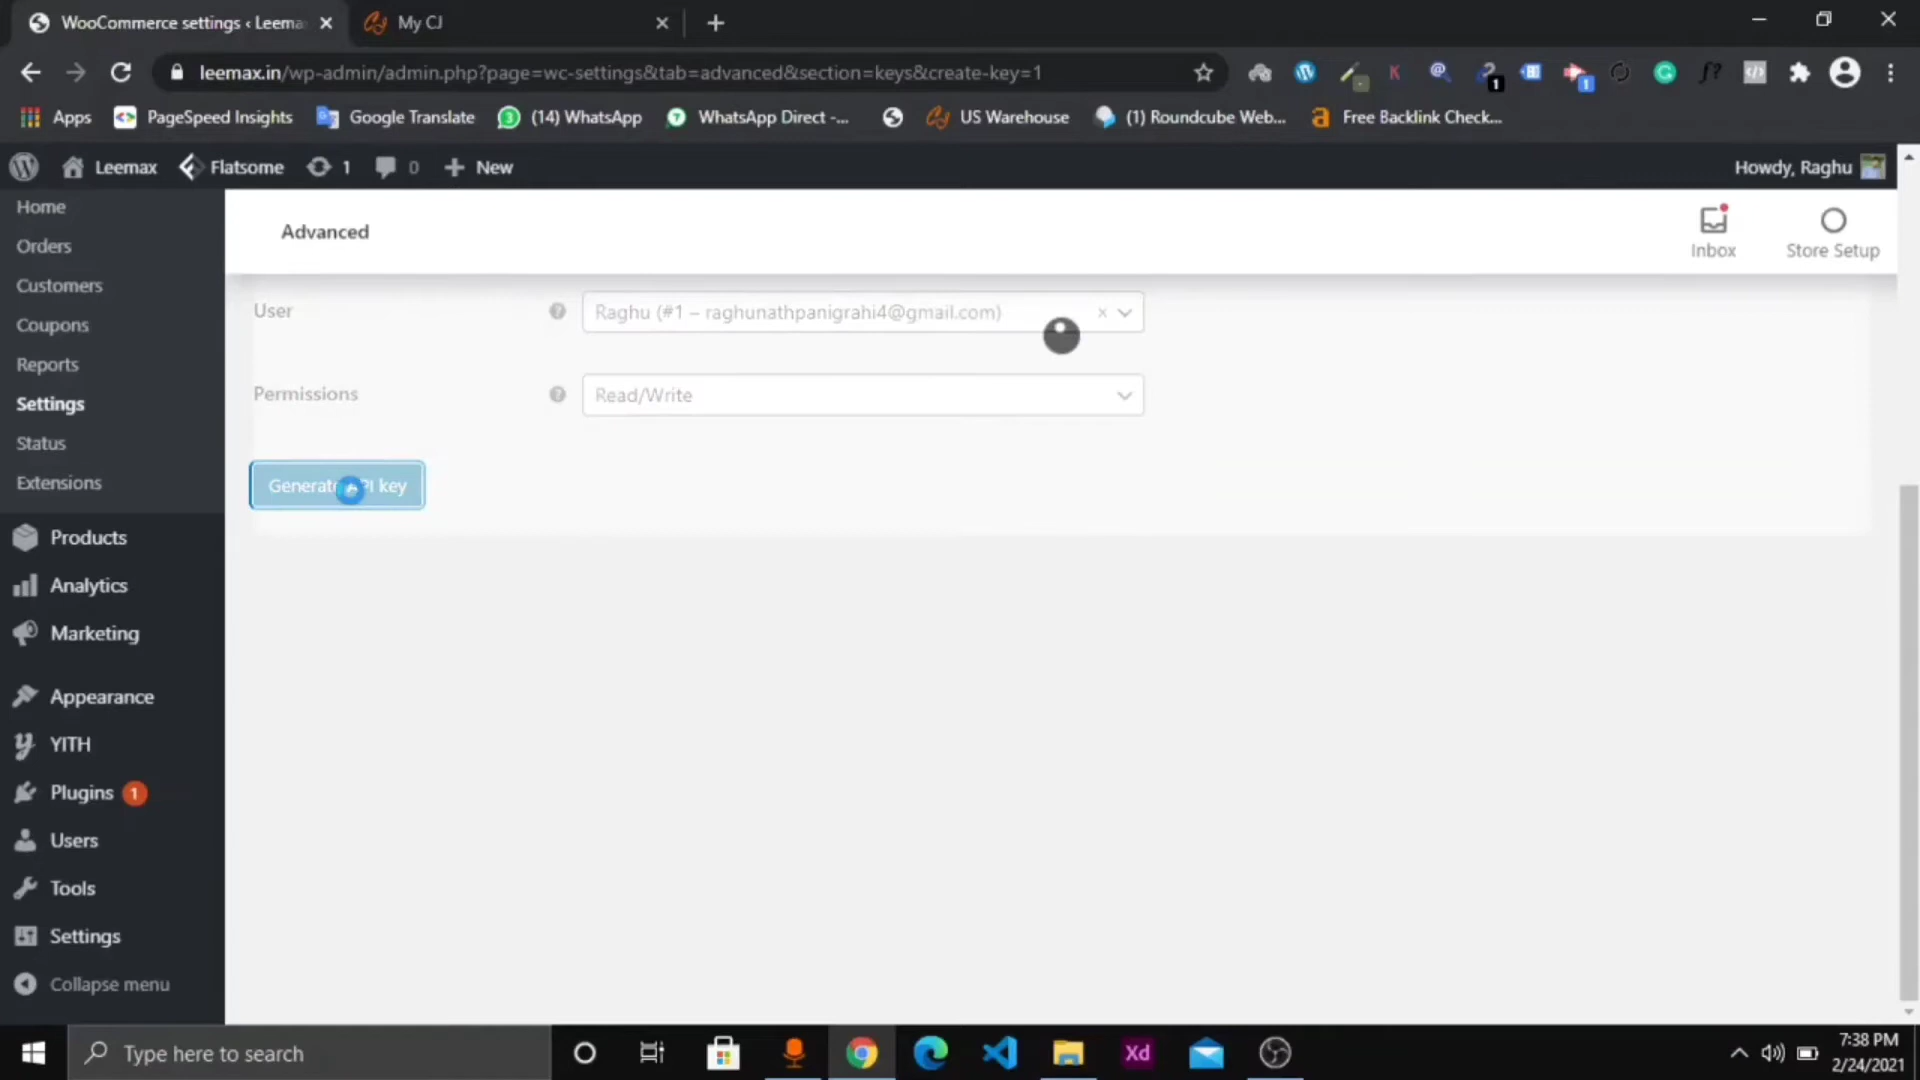 WooCommerce settings ‹ Leema
My CJ
leemax.in/wp-admin/admin.php?page=wc-settings&tab=advanced&section=keys&create-key=1
Apps
PageSpeed Insights
Google Translate
(14) WhatsApp
WhatsApp Direct -...
US Warehouse
(1) Roundcube Web...
Free Backlink Check...
Leemax
Flatsome
1
0
New
Howdy, Raghu
Home
Orders
Customers
Coupons
Reports
Settings
Status
Extensions
Products
Analytics
Marketing
Appearance
YITH
Plugins 1
Users
Tools
Settings
Collapse menu
Advanced
Inbox
Store Setup
User
Raghu (#1 – raghunathpanigrahi4@gmail.com)
Permissions
Read/Write
Generate API key
Type here to search
Xd
7:38 PM
2/24/2021